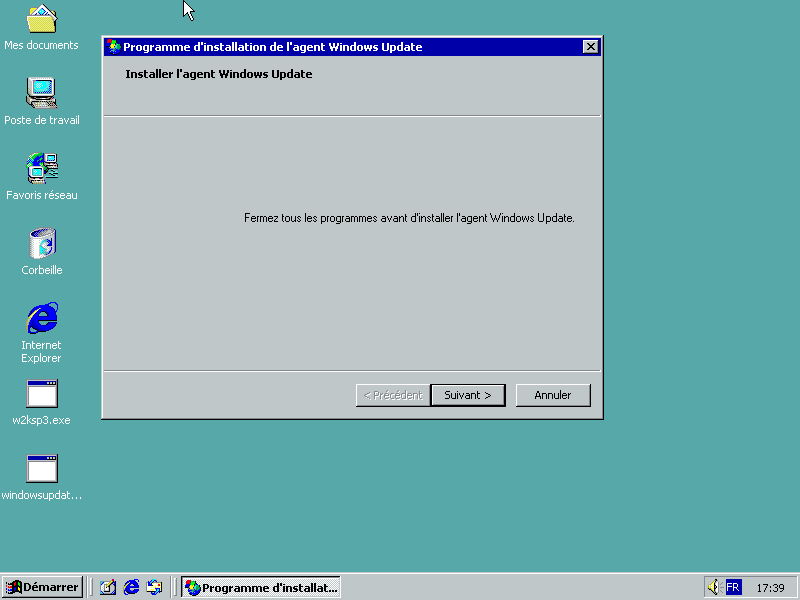 Mes documents
Poste de travail
Favoris réseau
Corbeille
Internet
Explorer
w2ksp3.exe
windowsupdat...
Programme d'installation de l'agent Windows Update
Installer l'agent Windows Update
Fermez tous les programmes avant d'installer l'agent Windows Update.
< Précédent
Suivant >
Annuler
Démarrer
Programme d'installat...
FR
17:39